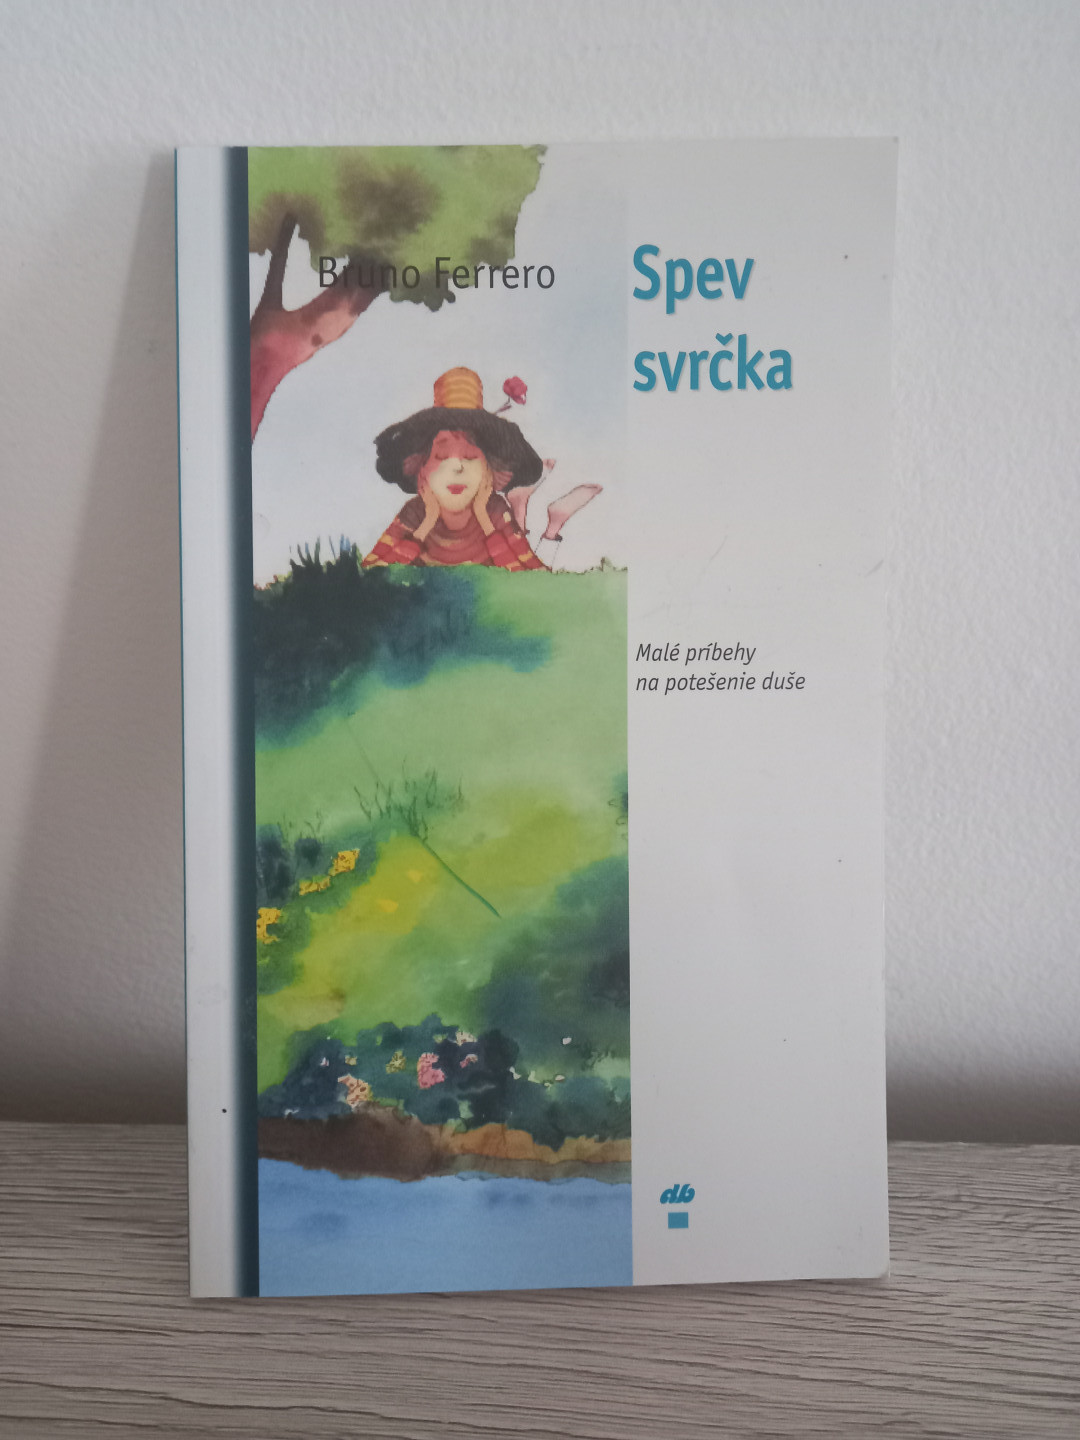 Bruno Ferrero
Spev
svrčka
Malé príbehy
na potešenie duše
db